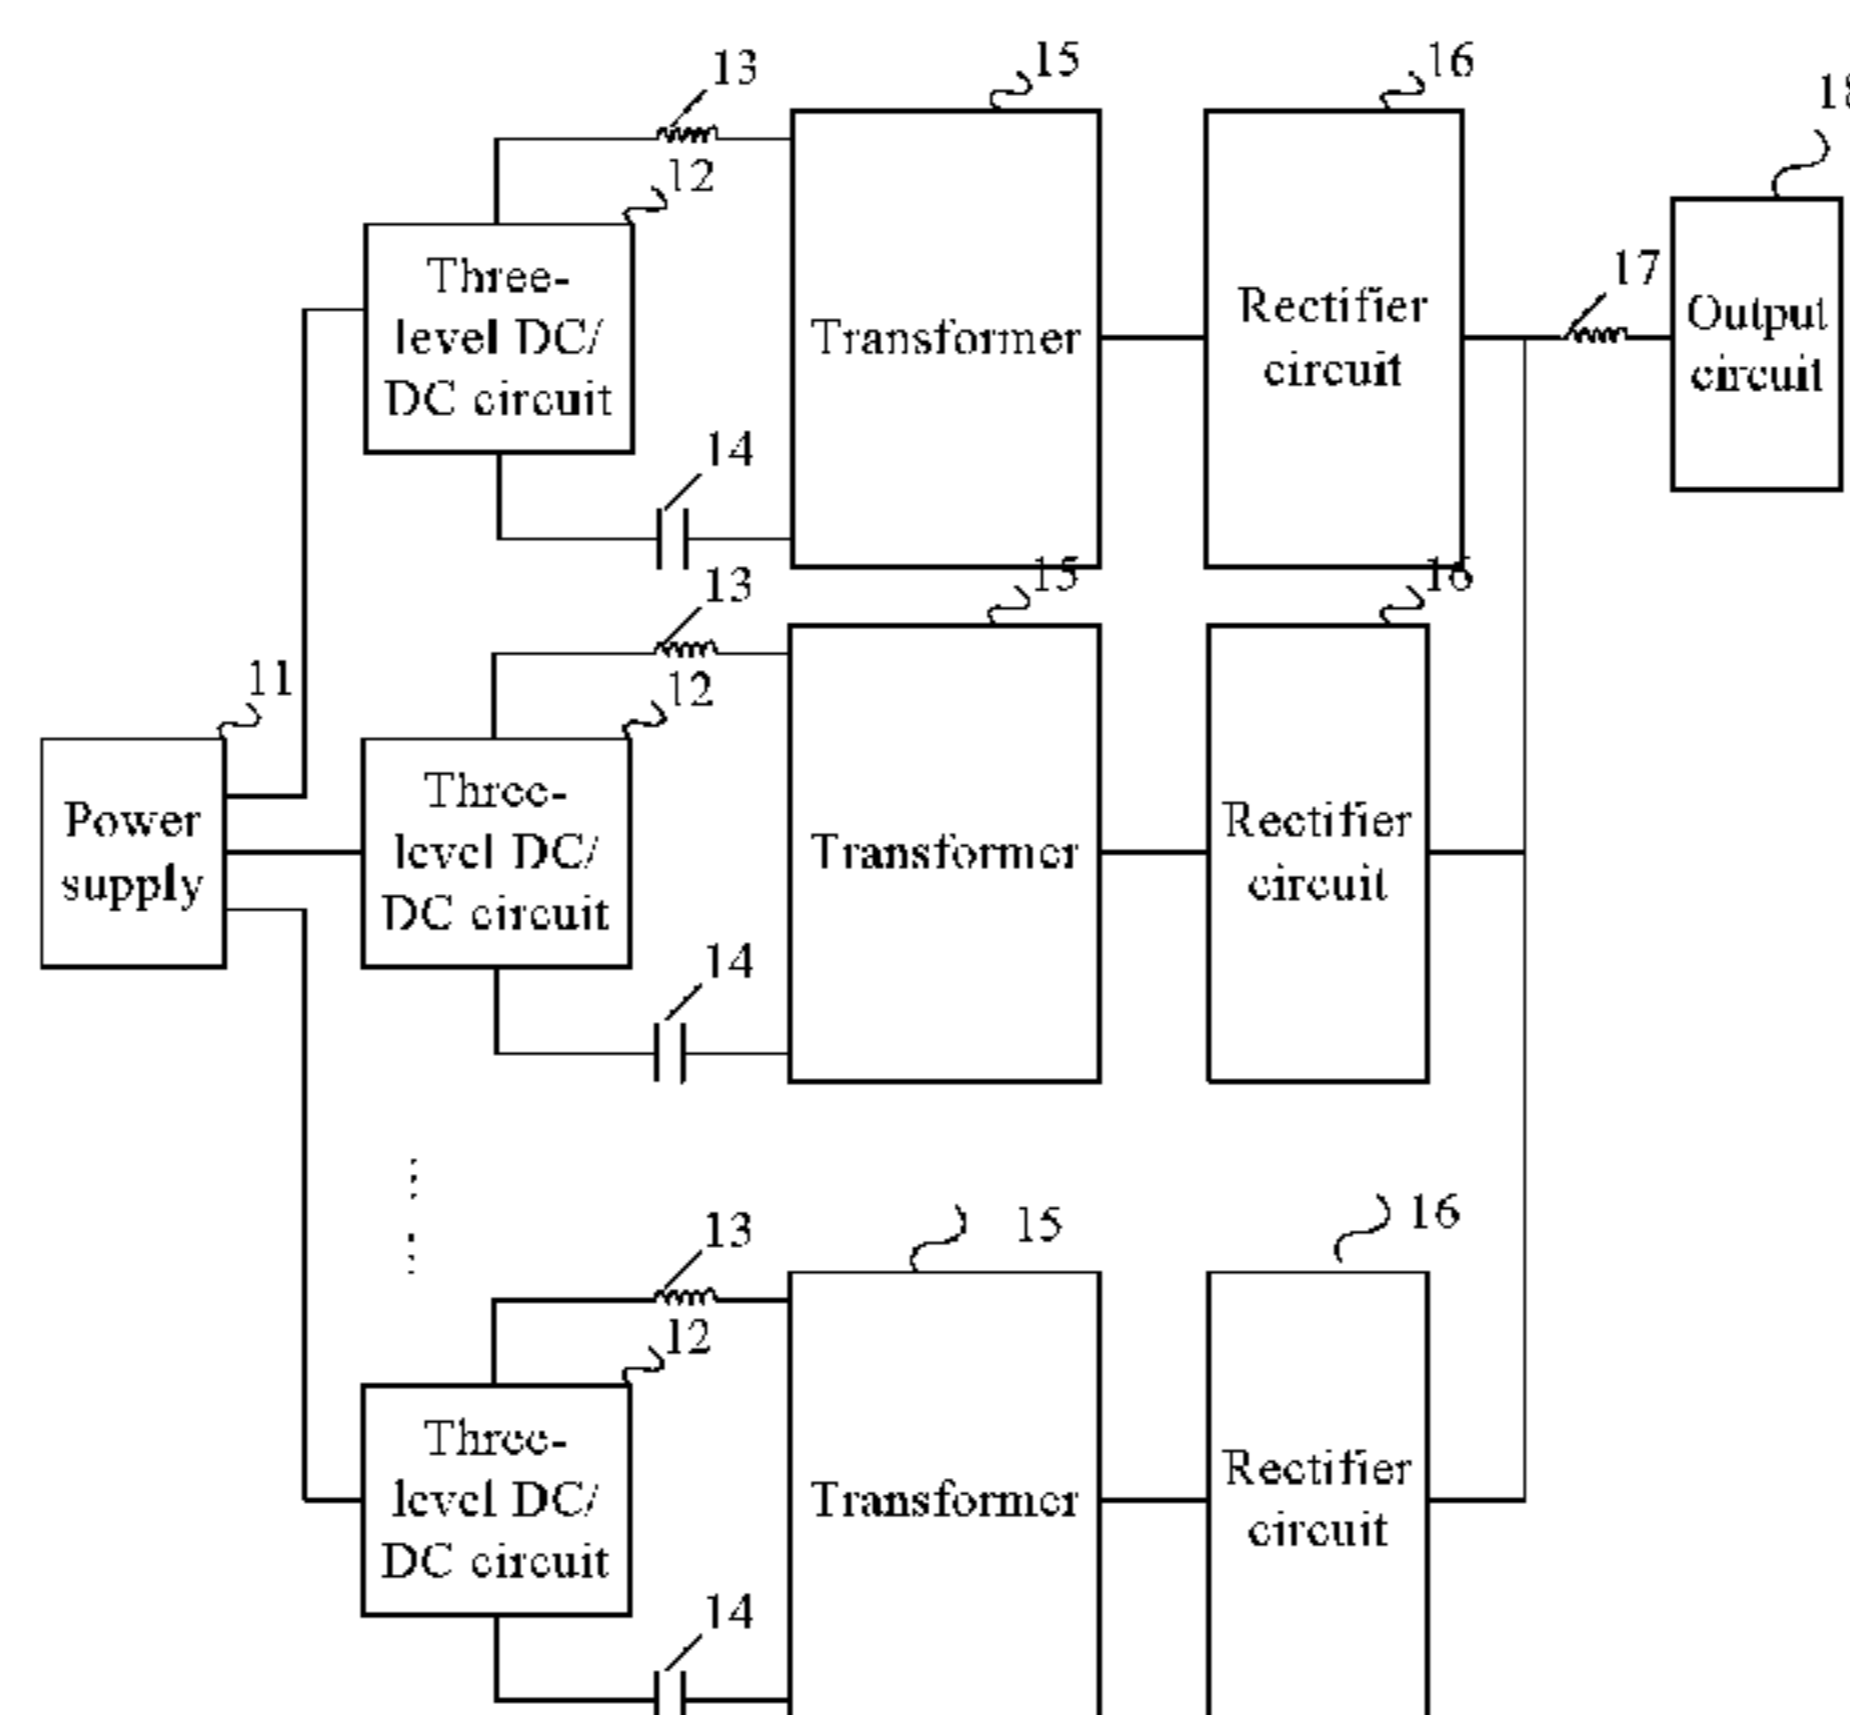 13
15
16
18
12
Three-
level DC/
DC circuit
Transformer
Rectifier
circuit
17
Output
circuit
14
13
15
16
12
11
Power
supply
Three-
level DC/
DC circuit
Transformer
Rectifier
circuit
14
13
15
16
12
Three-
level DC/
DC circuit
Transformer
Rectifier
circuit
14